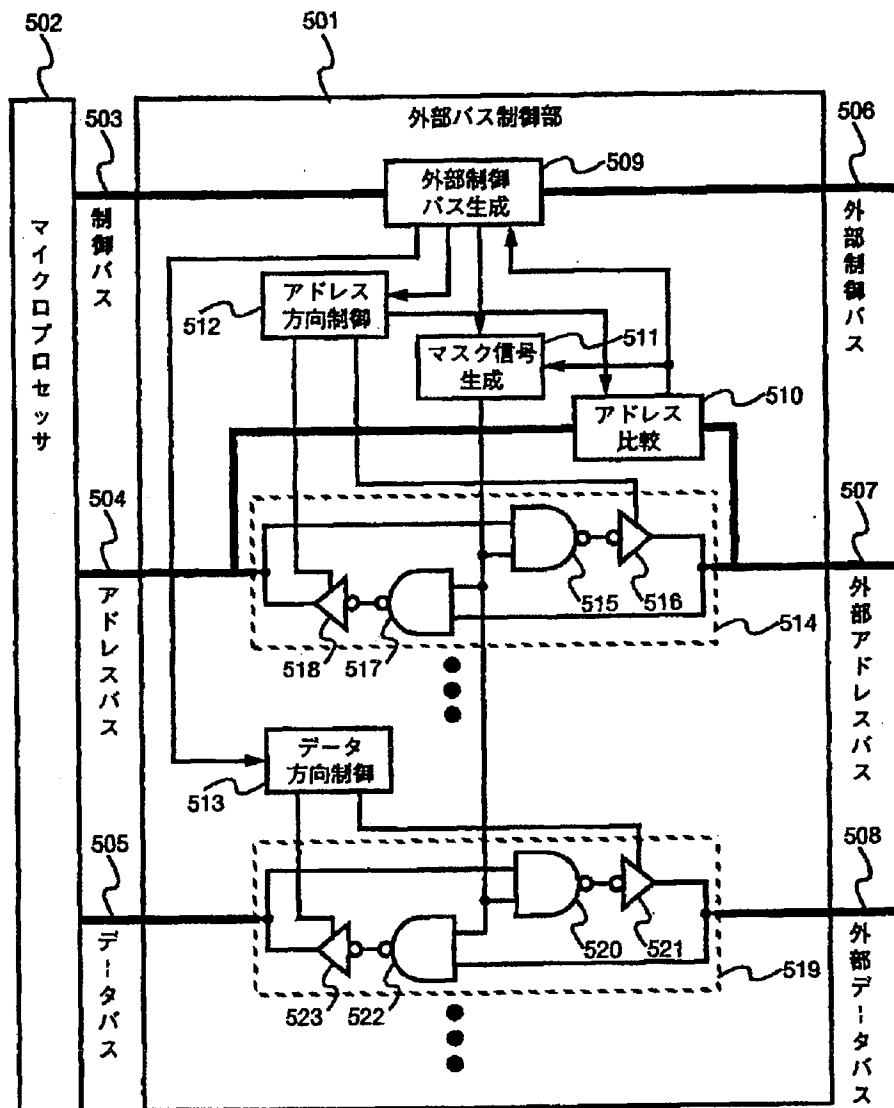 502
501
503
外部バス制御部
506
509
外部制御
バス生成
マイクロプロセッサ
制御バス
外部制御バス
アドレス
方向制御
512
511
マスク信号
生成
510
アドレス
比較
504
507
515
516
518
517
514
アドレスバス
外部アドレスバス
データ
方向制御
513
505
508
520
521
523
522
519
データバス
外部データバス